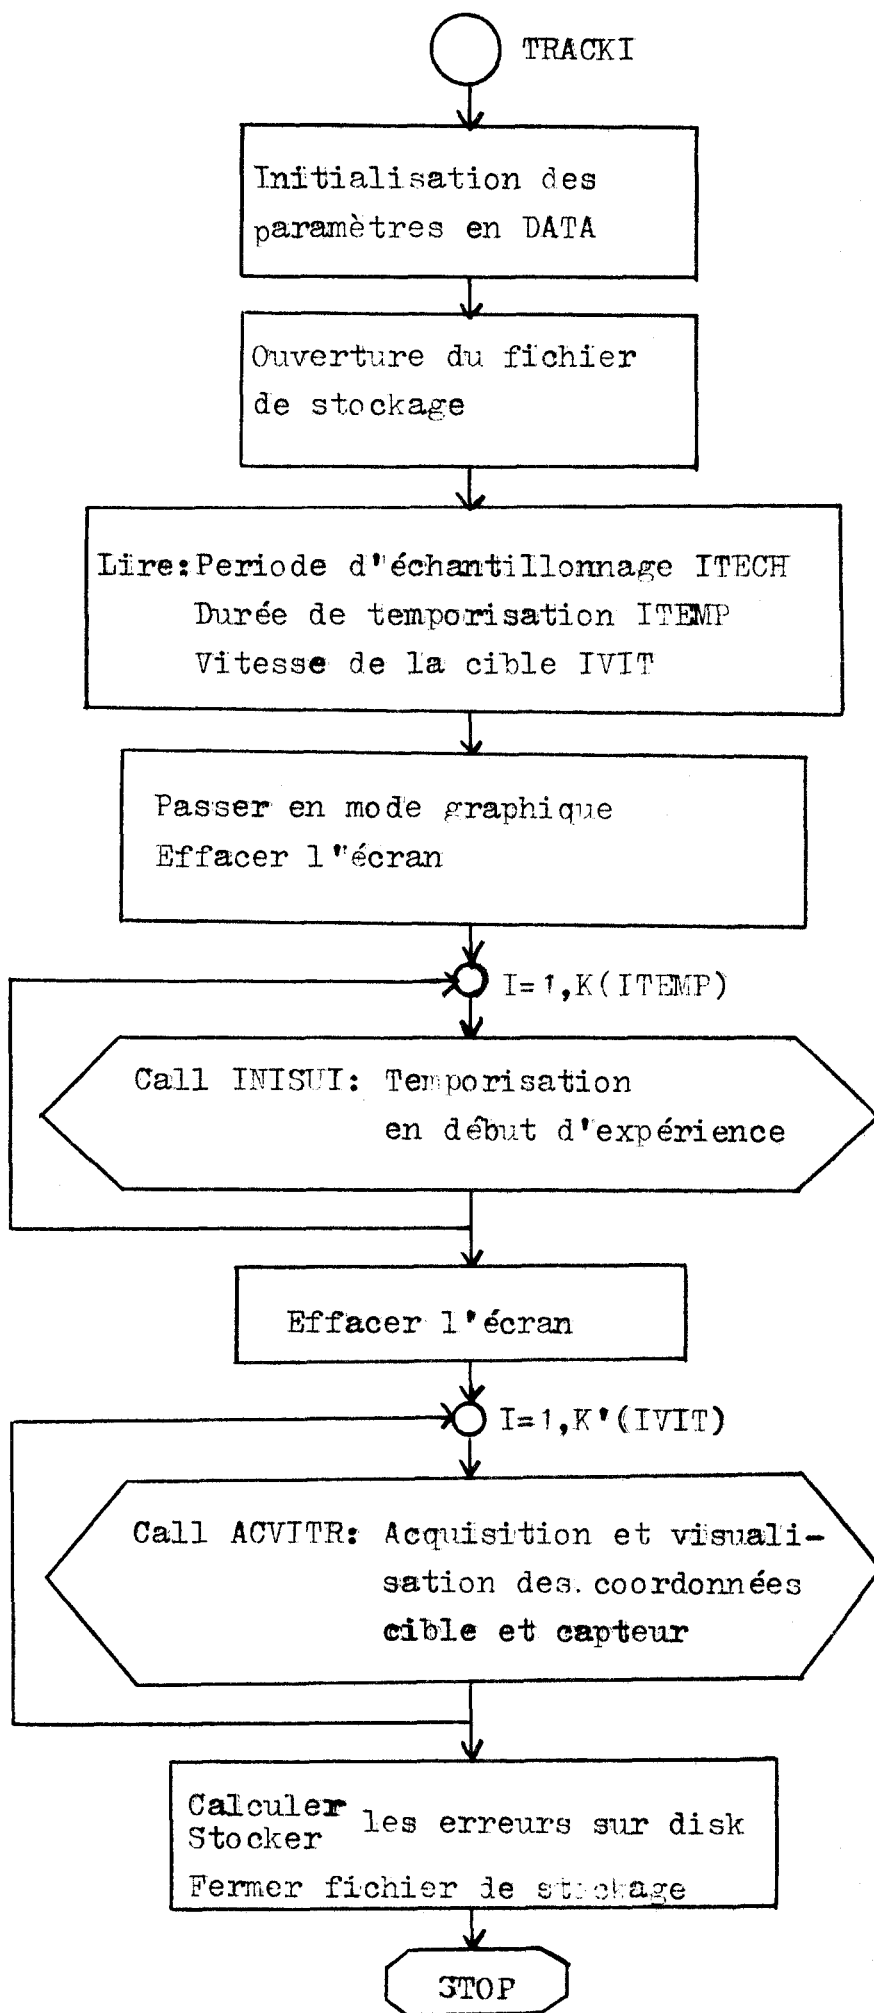 TRACKI
Initialisation des
paramètres en DATA
Ouverture du fichier
de stockage
Lire:Periode d'échantillonnage ITECH
Durée de temporisation ITEMP
Vitesse de la cible IVIT
Passer en mode graphique
Effacer l"écran
I=1,K(ITEMP)
Call INISUI: Temporisation
en début d'expérience
Effacer l'écran
I=1,K'(IVIT)
Call ACVITR: Acquisition et visuali-
sation des.coordonnées
cible et capteur
Calculer
Stocker les erreurs sur disk
Fermer fichier de stockage
STOP